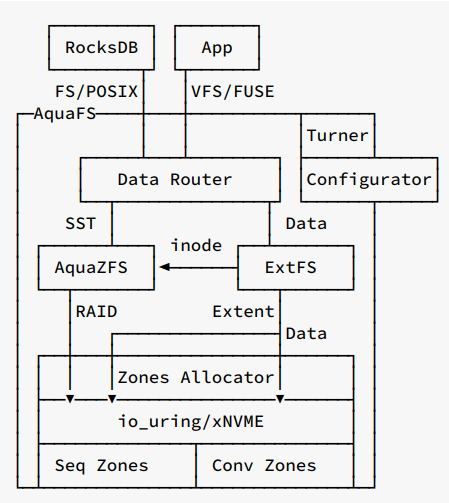 RocksDB App
FS/POSIX VFS/FUSE
AquaFS
Turner
Data Router Configurator
SST Data
inode
AquaZFS ExtFS
RAID Extent
Data
Zones Allocator
io_uring/xNVME
Seq Zones Conv Zones